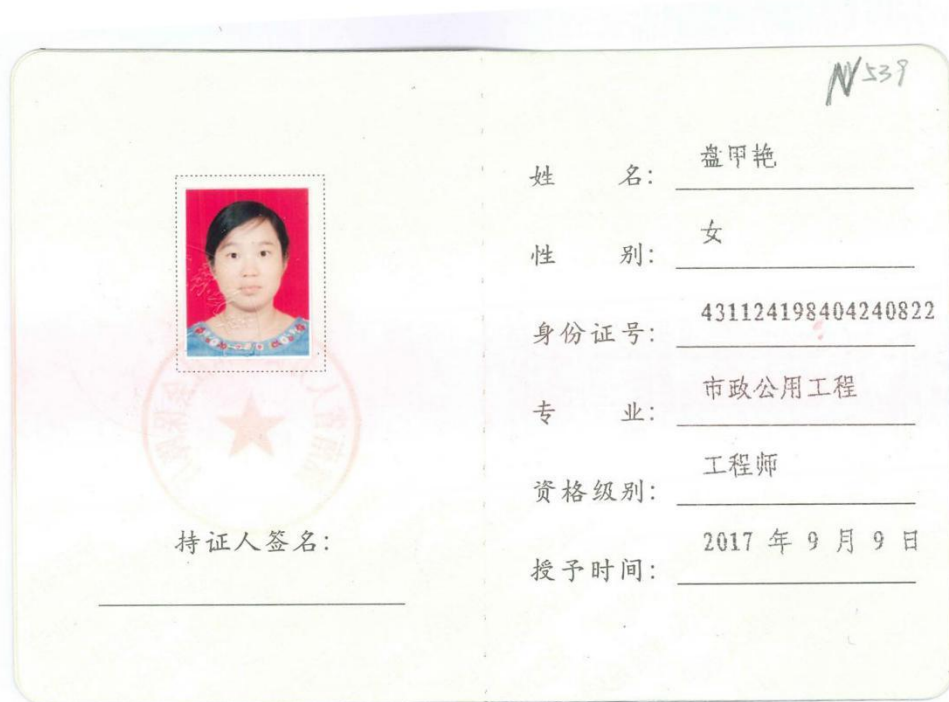 N539
姓 名: 盘甲艳
性 别: 女
身份证号: 431124198404240822
专 业: 市政公用工程
资格级别: 工程师
授予时间: 2017 年 9 月 9 日
持证人签名: